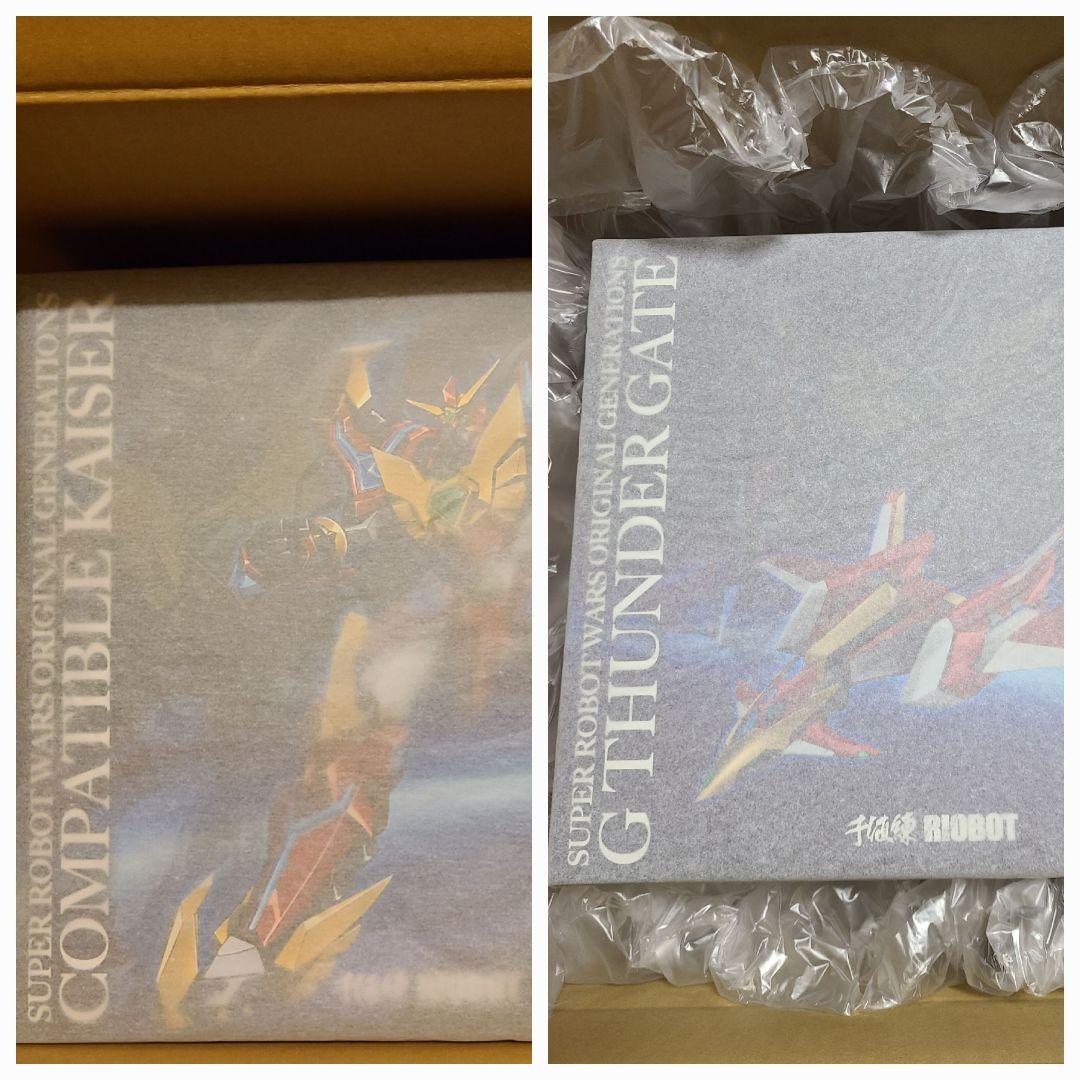 SUPER ROBOT WARS ORIGINAL GENERATIONS
COMPATIBLE KAISER
SUPER ROBOT WARS ORIGINAL GENERATIONS
G THUNDER GATE
千値練 RIOBOT